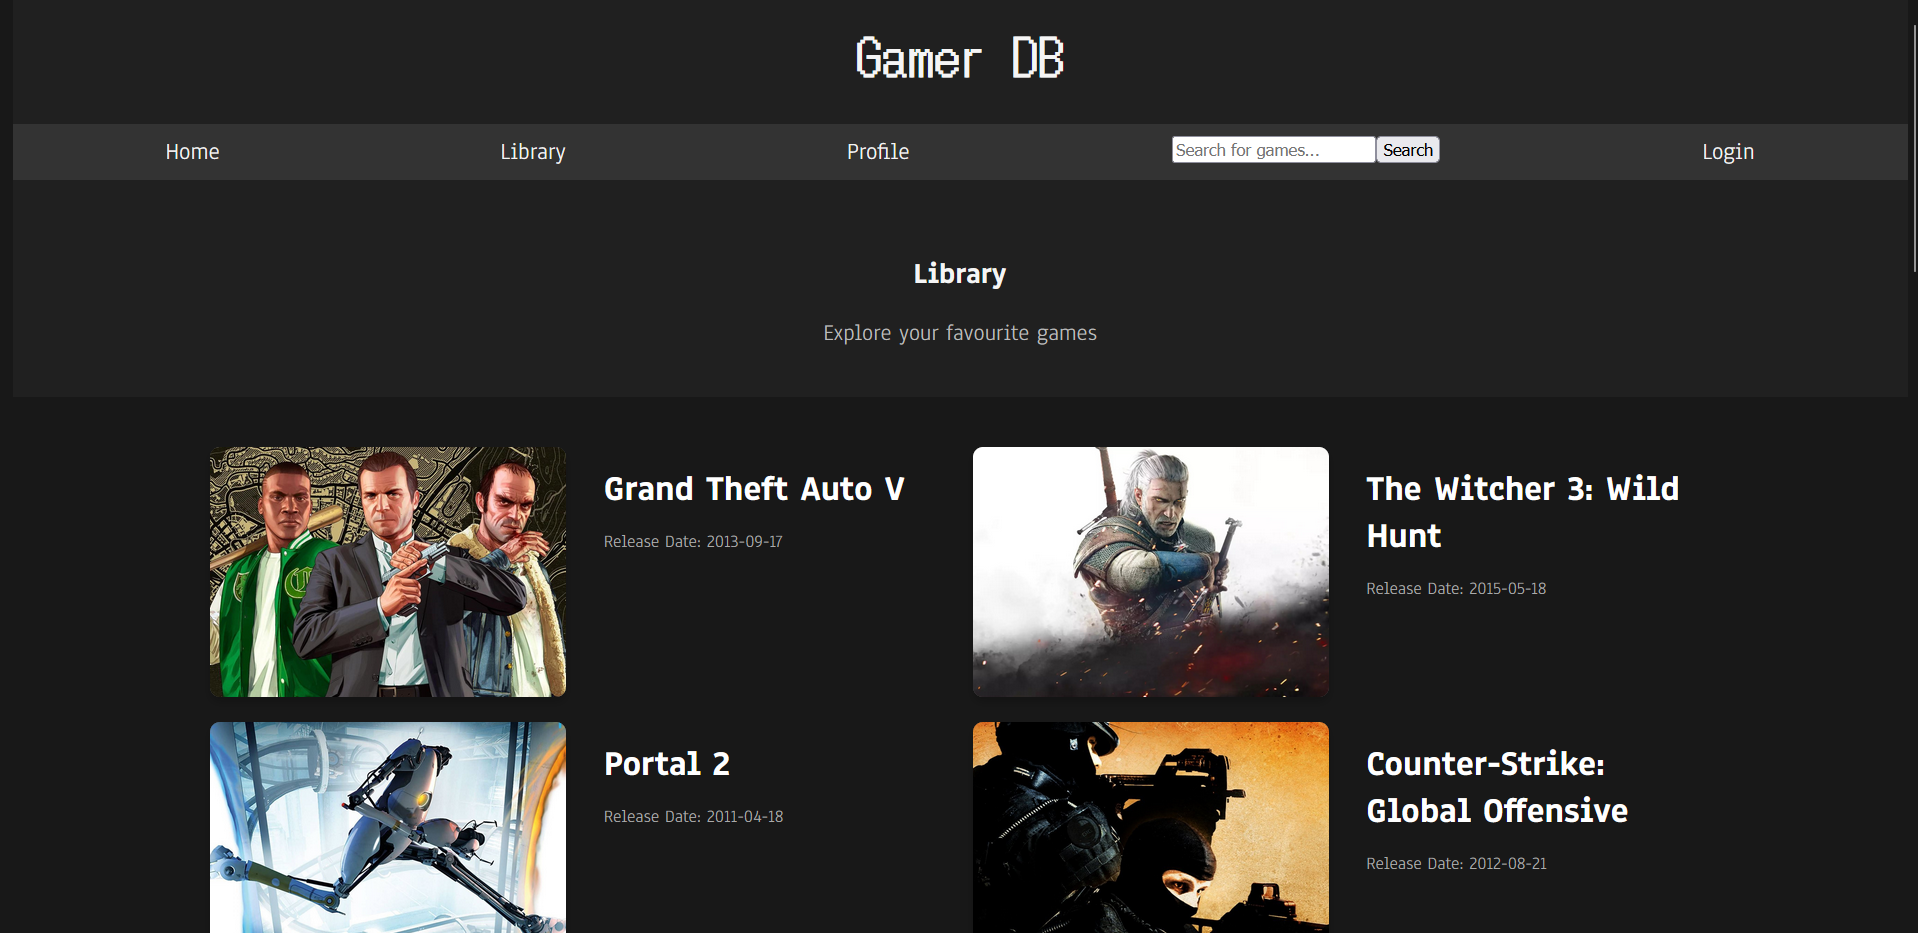 Gamer DB
Home Library Profile Search for games... Search Login
Library
Explore your favourite games
Grand Theft Auto V
Release Date: 2013-09-17
The Witcher 3: Wild
Hunt
Release Date: 2015-05-18
Portal 2
Release Date: 2011-04-18
Counter-Strike:
Global Offensive
Release Date: 2012-08-21